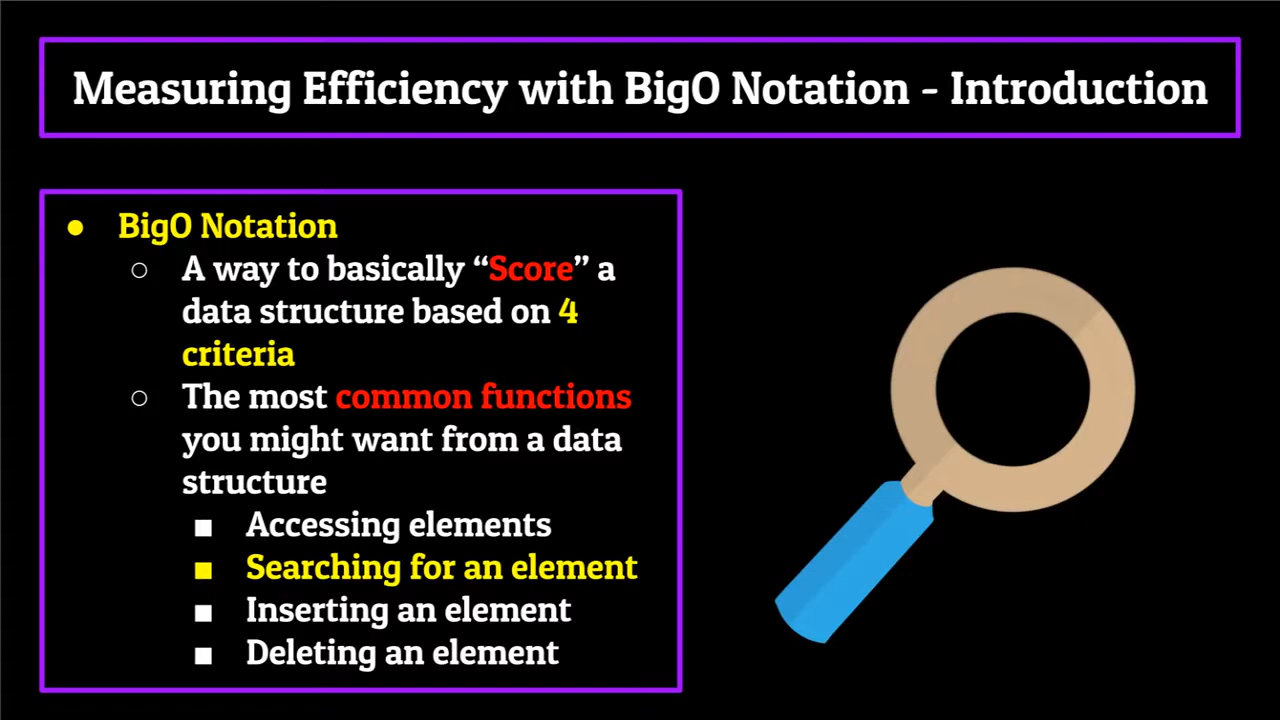 Measuring Efficiency with BigO Notation - Introduction
● BigO Notation
○ A way to basically “Score” a
data structure based on 4
criteria
○ The most common functions
you might want from a data
structure
■ Accessing elements
■ Searching for an element
■ Inserting an element
■ Deleting an element